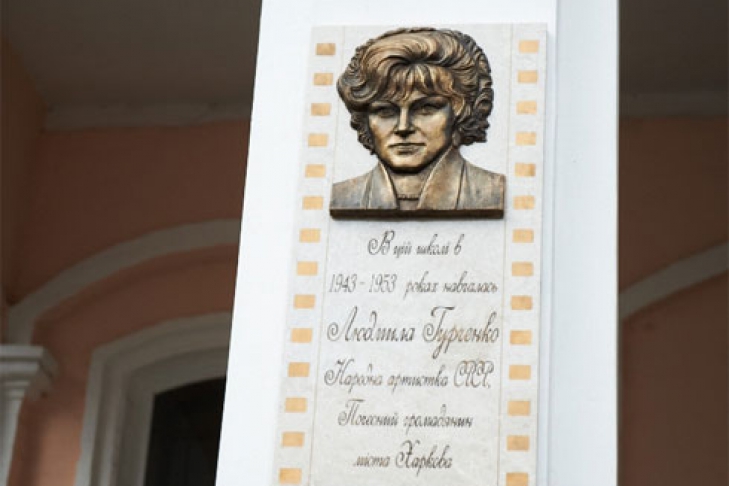 В цій школі в
1943-1953 роках навчалась
Людмила Гурченко
Народна артистка СРСР,
Почесний громадянин
міста Харкова